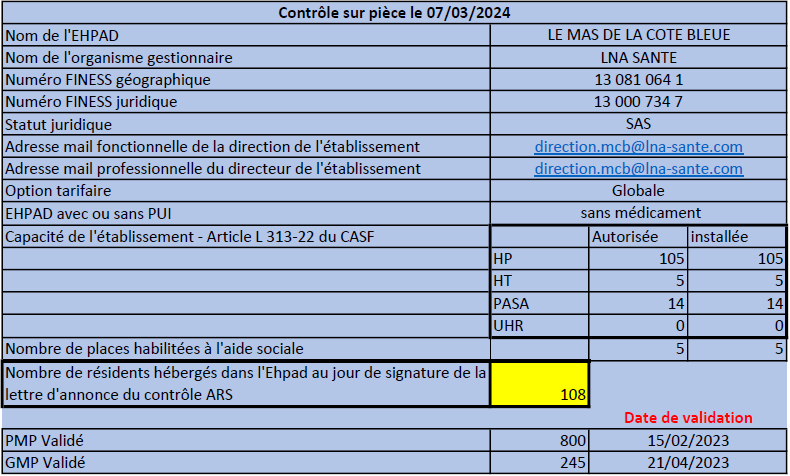 Contrôle sur pièce le 07/03/2024
Nom de l'EHPAD LE MAS DE LA COTE BLEUE
Nom de l'organisme gestionnaire LNA SANTE
Numéro FINESS géographique 13 081 064 1
Numéro FINESS juridique 13 000 734 7
Statut juridique SAS
Adresse mail fonctionnelle de la direction de l'établissement direction.mcb@lna-sante.com
Adresse mail professionnelle du directeur de l'établissement direction.mcb@lna-sante.com
Option tarifaire Globale
EHPAD avec ou sans PUI sans médicament
Capacité de l'établissement - Article L 313-22 du CASF Autorisée installée
HP 105 105
HT 5 5
PASA 14 14
UHR 0 0
Nombre de places habilitées à l'aide sociale 5 5
Nombre de résidents hébergés dans l'Ehpad au jour de signature de la
lettre d'annonce du contrôle ARS 108
Date de validation
PMP Validé 800 15/02/2023
GMP Validé 245 21/04/2023